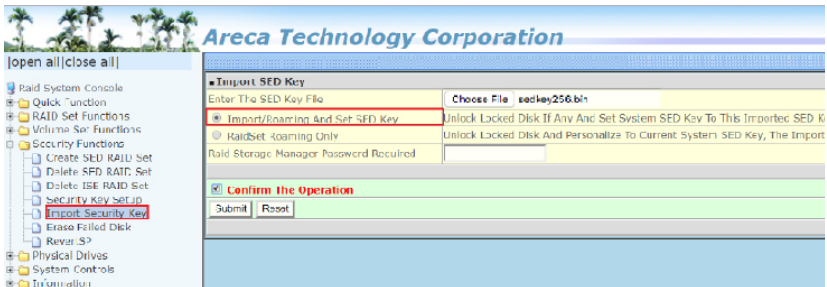 Areca Technology Corporation
|open all|close all|
Raid System Console
Quick Function
RAID Set Functions
Volume Set Functions
Security Functions
Create SED RAID Set
Delete SED RAID Set
Delete ISE RAID Set
Security Key Setup
Import Security Key
Erase Failed Disk
RevertSP
Physical Drives
System Controls
Information
Import SED Key
Enter The SED Key File Choose File sedkey256.bin
Import/Roaming And Set SED Key Unlock Locked Disk If Any And Set System SED Key To This Imported SED
RaidSet Roaming Only Unlock Locked Disk And Personalize To Current System SED Key, The Import
Raid Storage Manager Password Required
Confirm The Operation
Submit Reset